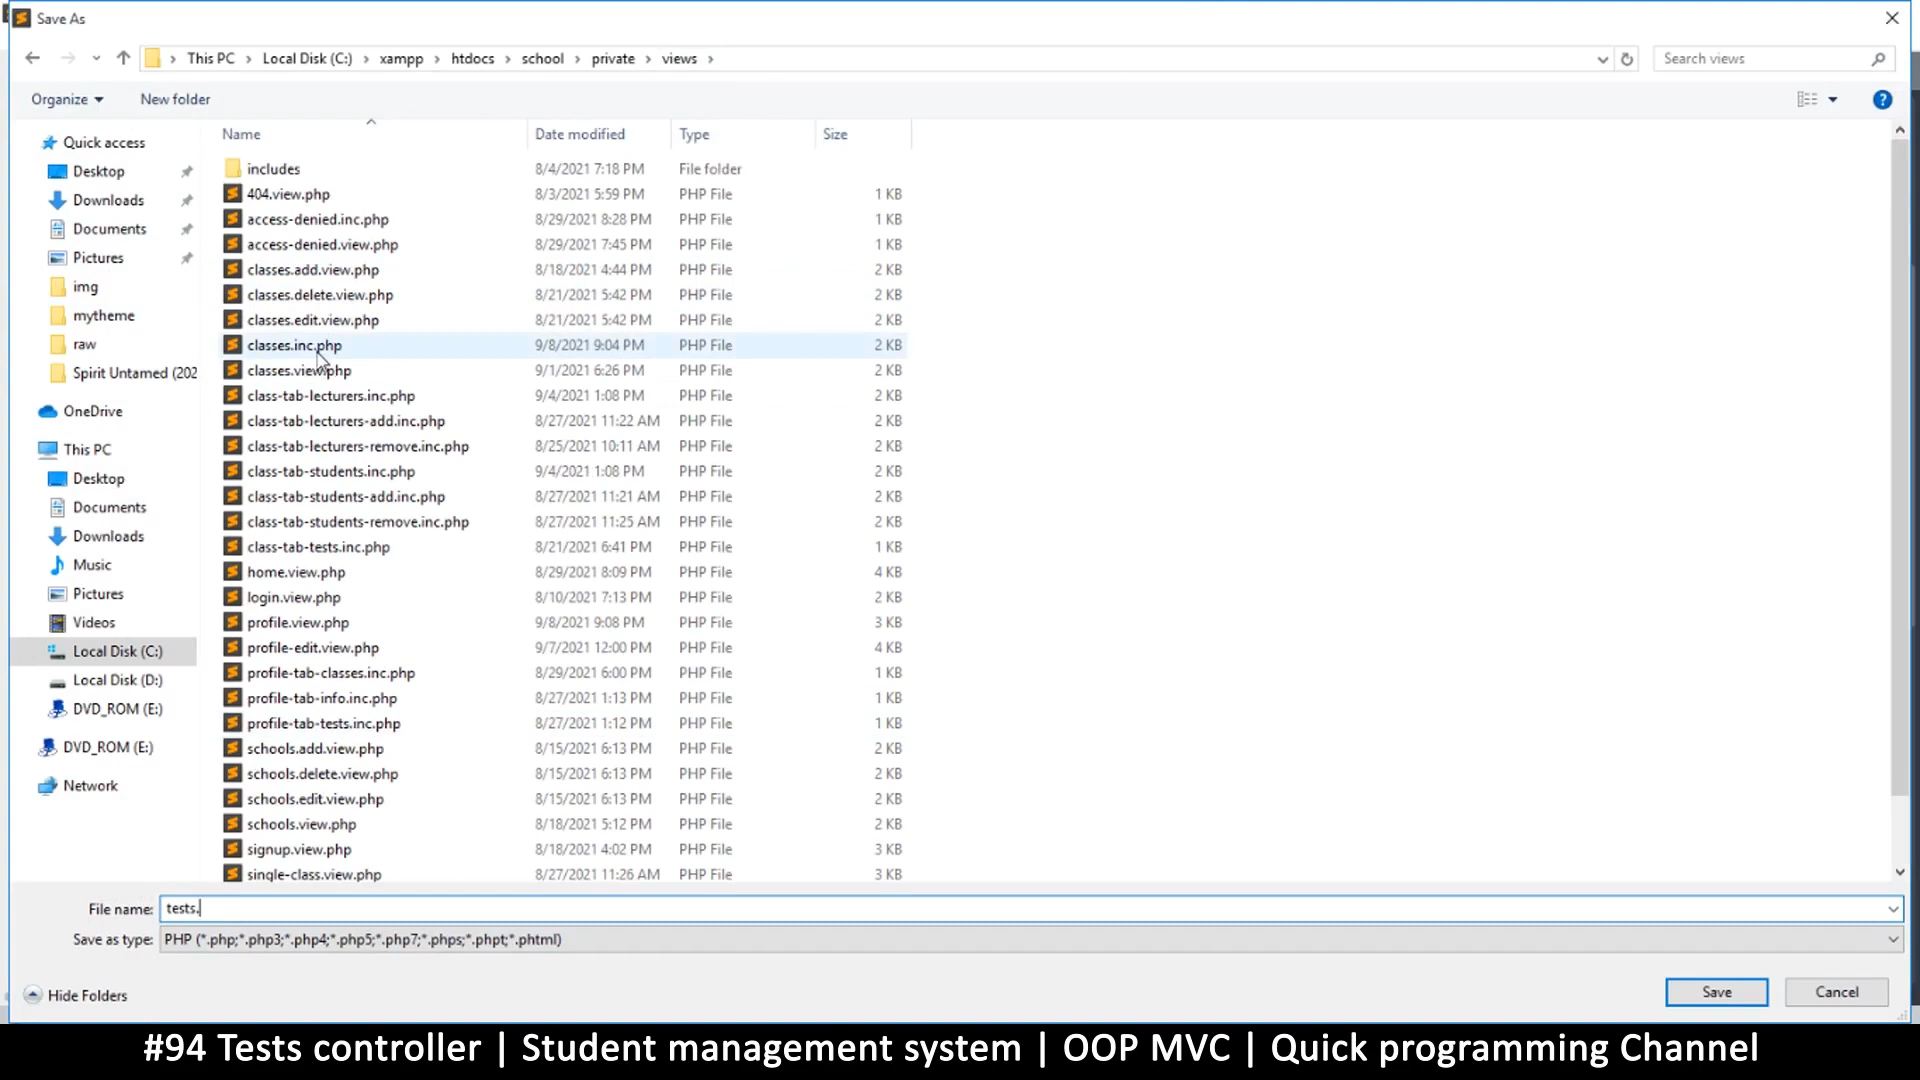 Save As
This PC > Local Disk (C:) > xampp > htdocs > school > private > views >
Search views
Organize New folder
Name Date modified Type Size
Quick access
Desktop
Downloads
Documents
Pictures
img
mytheme
raw
Spirit Untamed (202
OneDrive
This PC
Desktop
Documents
Downloads
Music
Pictures
Videos
Local Disk (C:)
Local Disk (D:)
DVD_ROM (E:)
DVD_ROM (E:)
Network
includes 8/4/2021 7:18 PM File folder
404.view.php 8/3/2021 5:59 PM PHP File 1 KB
access-denied.inc.php 8/29/2021 8:28 PM PHP File 1 KB
access-denied.view.php 8/29/2021 7:45 PM PHP File 1 KB
classes.add.view.php 8/18/2021 4:44 PM PHP File 2 KB
classes.delete.view.php 8/21/2021 5:42 PM PHP File 2 KB
classes.edit.view.php 8/21/2021 5:42 PM PHP File 2 KB
classes.inc.php 9/8/2021 9:04 PM PHP File 2 KB
classes.view.php 9/1/2021 6:26 PM PHP File 2 KB
class-tab-lecturers.inc.php 9/4/2021 1:08 PM PHP File 2 KB
class-tab-lecturers-add.inc.php 8/27/2021 11:22 AM PHP File 2 KB
class-tab-lecturers-remove.inc.php 8/25/2021 10:11 AM PHP File 2 KB
class-tab-students.inc.php 9/4/2021 1:08 PM PHP File 2 KB
class-tab-students-add.inc.php 8/27/2021 11:21 AM PHP File 2 KB
class-tab-students-remove.inc.php 8/27/2021 11:25 AM PHP File 2 KB
class-tab-tests.inc.php 8/21/2021 6:41 PM PHP File 1 KB
home.view.php 8/29/2021 8:09 PM PHP File 4 KB
login.view.php 8/10/2021 7:13 PM PHP File 2 KB
profile.view.php 9/8/2021 9:08 PM PHP File 3 KB
profile-edit.view.php 9/7/2021 12:00 PM PHP File 4 KB
profile-tab-classes.inc.php 8/29/2021 6:00 PM PHP File 1 KB
profile-tab-info.inc.php 8/27/2021 1:13 PM PHP File 1 KB
profile-tab-tests.inc.php 8/27/2021 1:12 PM PHP File 1 KB
schools.add.view.php 8/15/2021 6:13 PM PHP File 2 KB
schools.delete.view.php 8/15/2021 6:13 PM PHP File 2 KB
schools.edit.view.php 8/15/2021 6:13 PM PHP File 2 KB
schools.view.php 8/18/2021 5:12 PM PHP File 2 KB
signup.view.php 8/18/2021 4:02 PM PHP File 3 KB
single-class.view.php 8/27/2021 11:26 AM PHP File 3 KB
File name: tests.
Save as type: PHP (*.php;*.php3;*.php4;*.php5;*.php7;*.phps;*.phpt;*.phtml)
Hide Folders Save Cancel
#94 Tests controller | Student management system | OOP MVC | Quick programming Channel